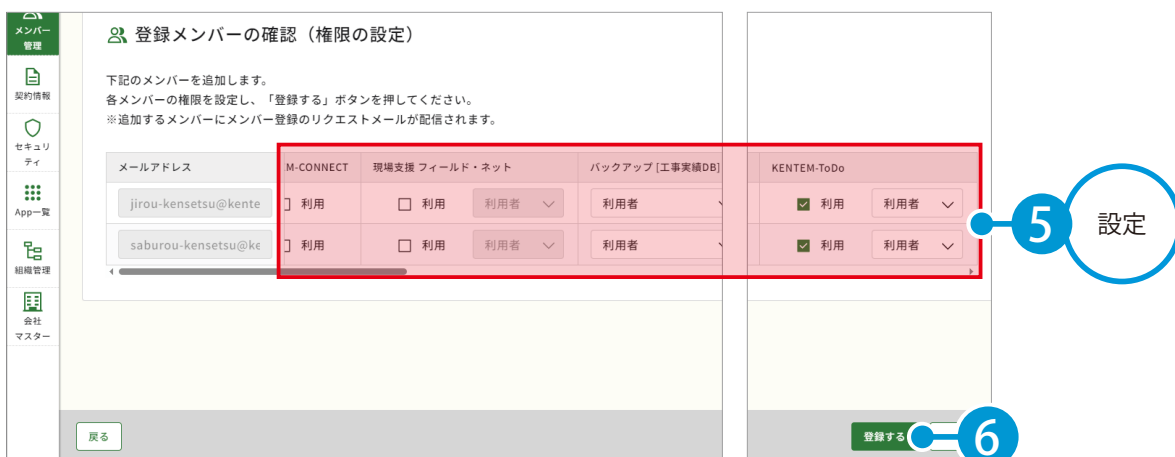 メンバー
管理
契約情報
セキュリ
ティ
App一覧
組織管理
会社
マスター
登録メンバーの確認（権限の設定）
下記のメンバーを追加します。
各メンバーの権限を設定し、「登録する」ボタンを押してください。
※追加するメンバーにメンバー登録のリクエストメールが配信されます。
メールアドレス M-CONNECT 現場支援 フィールド・ネット バックアップ [工事実績DB] KENTEM-ToDo
jirou-kensetsu@kente 利用 利用 利用者 利用者 利用 利用者
saburou-kensetsu@ke 利用 利用 利用者 利用者 利用 利用者
5 設定
戻る 登録する 6